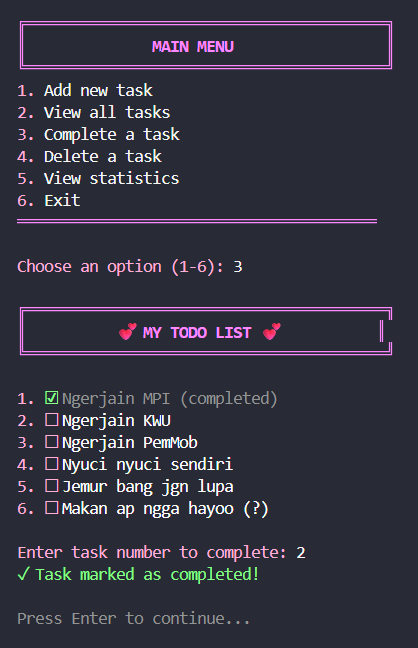 MAIN MENU
1. Add new task
2. View all tasks
3. Complete a task
4. Delete a task
5. View statistics
6. Exit
Choose an option (1-6): 3
💕 MY TODO LIST 💕
1. ☑ Ngerjain MPI (completed)
2. ☐ Ngerjain KWU
3. ☐ Ngerjain PemMob
4. ☐ Nyuci nyuci sendiri
5. ☐ Jemur bang jgn lupa
6. ☐ Makan ap ngga hayoo (?)
Enter task number to complete: 2
✓ Task marked as completed!
Press Enter to continue...